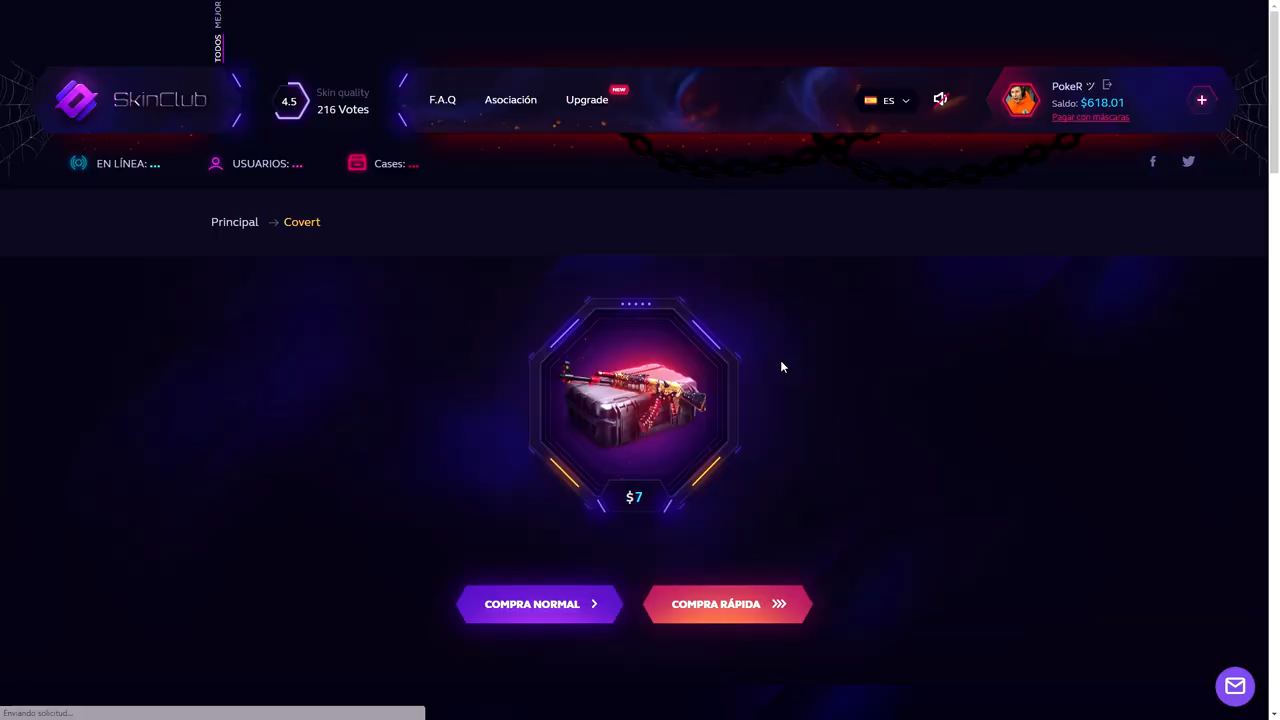 TODOS MEJOR
SkinClub
4.5
Skin quality
216 Votes
F.A.Q
Asociación
Upgrade
NEW
ES
PokeR ツ
Saldo: $618.01
Pagar con máscaras
+
EN LÍNEA: ...
USUARIOS: ...
Cases: ...
Principal → Covert
$7
COMPRA NORMAL
COMPRA RÁPIDA
Enviando solicitud...